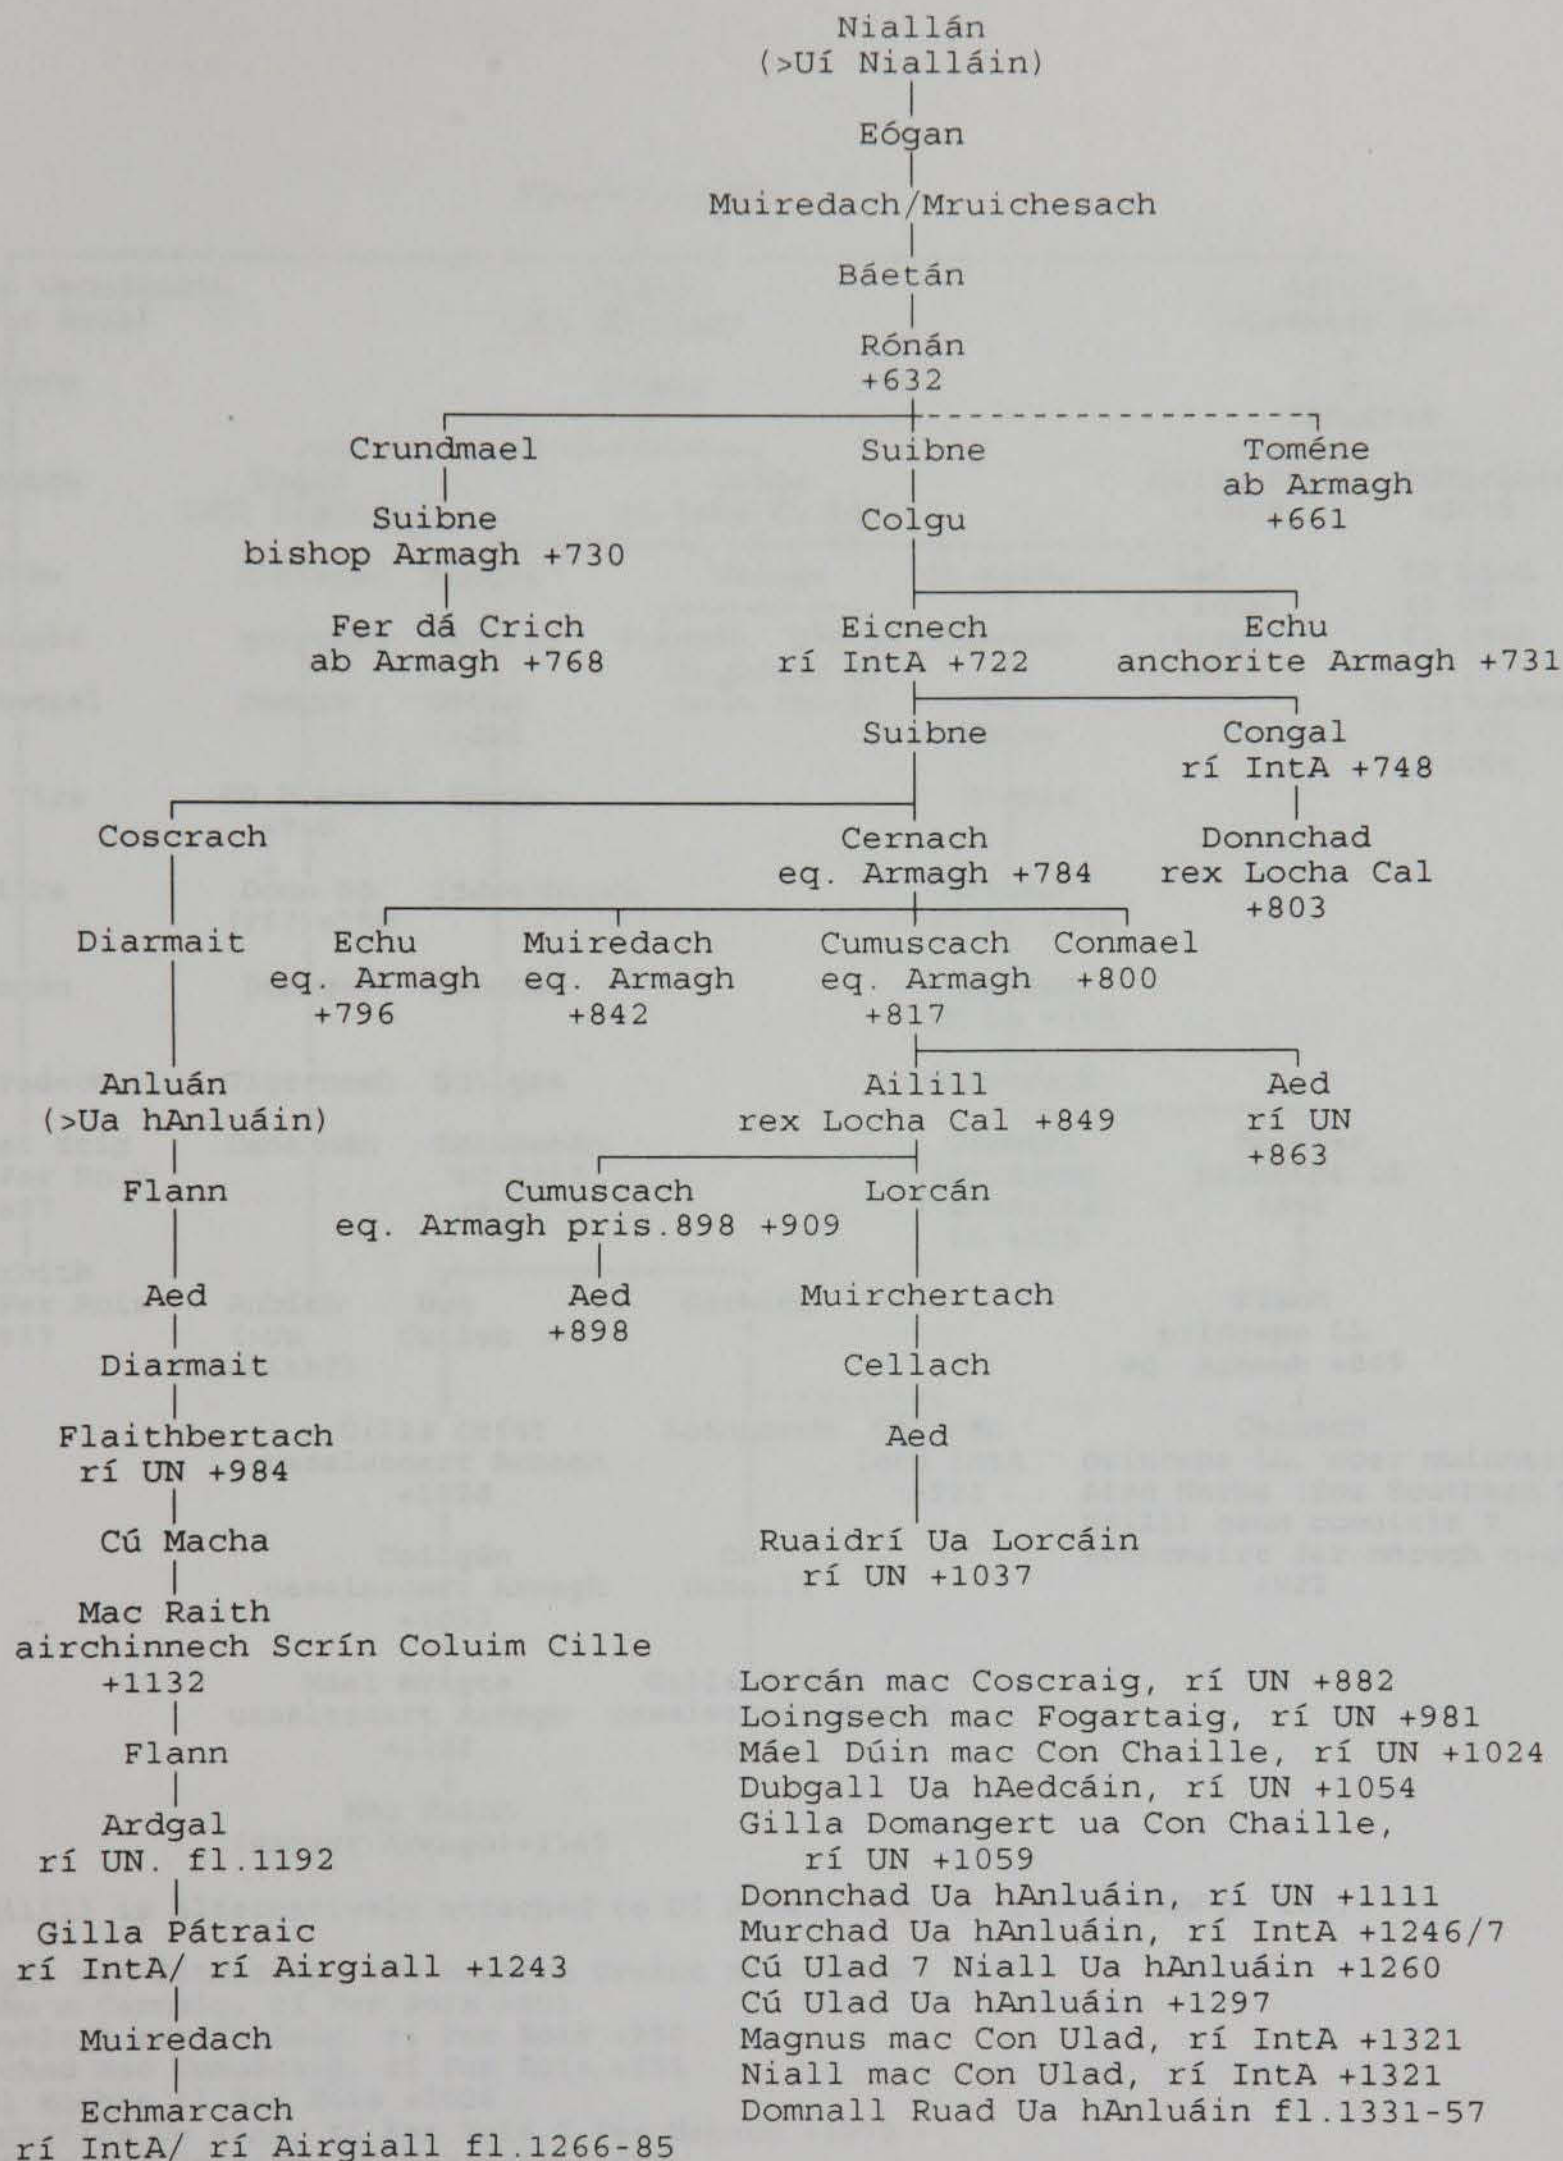 Niallán
(>Uí Nialláin)
Eógan
Muiredach/Mruichesach
Báetán
Rónán
+632
Crundmael Suibne Toméne
ab Armagh
Suibne Colgu +661
bishop Armagh +730
Fer dá Crich Eicnech Echu
ab Armagh +768 rí IntA +722 anchorite Armagh +731
Suibne Congal
rí IntA +748
Coscrach Cernach Donnchad
eq. Armagh +784 rex Locha Cal
+803
Diarmait Echu Muiredach Cumuscach Conmael
eq. Armagh eq. Armagh eq. Armagh +800
+796 +842 +817
Anluán Ailill Aed
(>Ua hAnluáin) rex Locha Cal +849 rí UN
+863
Flann Cumuscach Lorcán
eq. Armagh pris.898 +909
Aed Aed Muirchertach
+898
Diarmait Cellach
Flaithbertach Aed
rí UN +984
Cú Macha Ruaidrí Ua Lorcáin
rí UN +1037
Mac Raith
airchinnech Scrín Coluim Cille
+1132
Flann
Ardgal
rí UN. fl.1192
Gilla Pátraic
rí IntA/ rí Airgiall +1243
Muiredach
Echmarcach
rí IntA/ rí Airgiall fl.1266-85
Lorcán mac Coscraig, rí UN +882
Loingsech mac Fogartaig, rí UN +981
Máel Dúin mac Con Chaille, rí UN +1024
Dubgall Ua hAedcáin, rí UN +1054
Gilla Domangert ua Con Chaille,
rí UN +1059
Donnchad Ua hAnluáin, rí UN +1111
Murchad Ua hAnluáin, rí IntA +1246/7
Cú Ulad 7 Niall Ua hAnluáin +1260
Cú Ulad Ua hAnluáin +1297
Magnus mac Con Ulad, rí IntA +1321
Niall mac Con Ulad, rí IntA +1321
Domnall Ruad Ua hAnluáin fl.1331-57